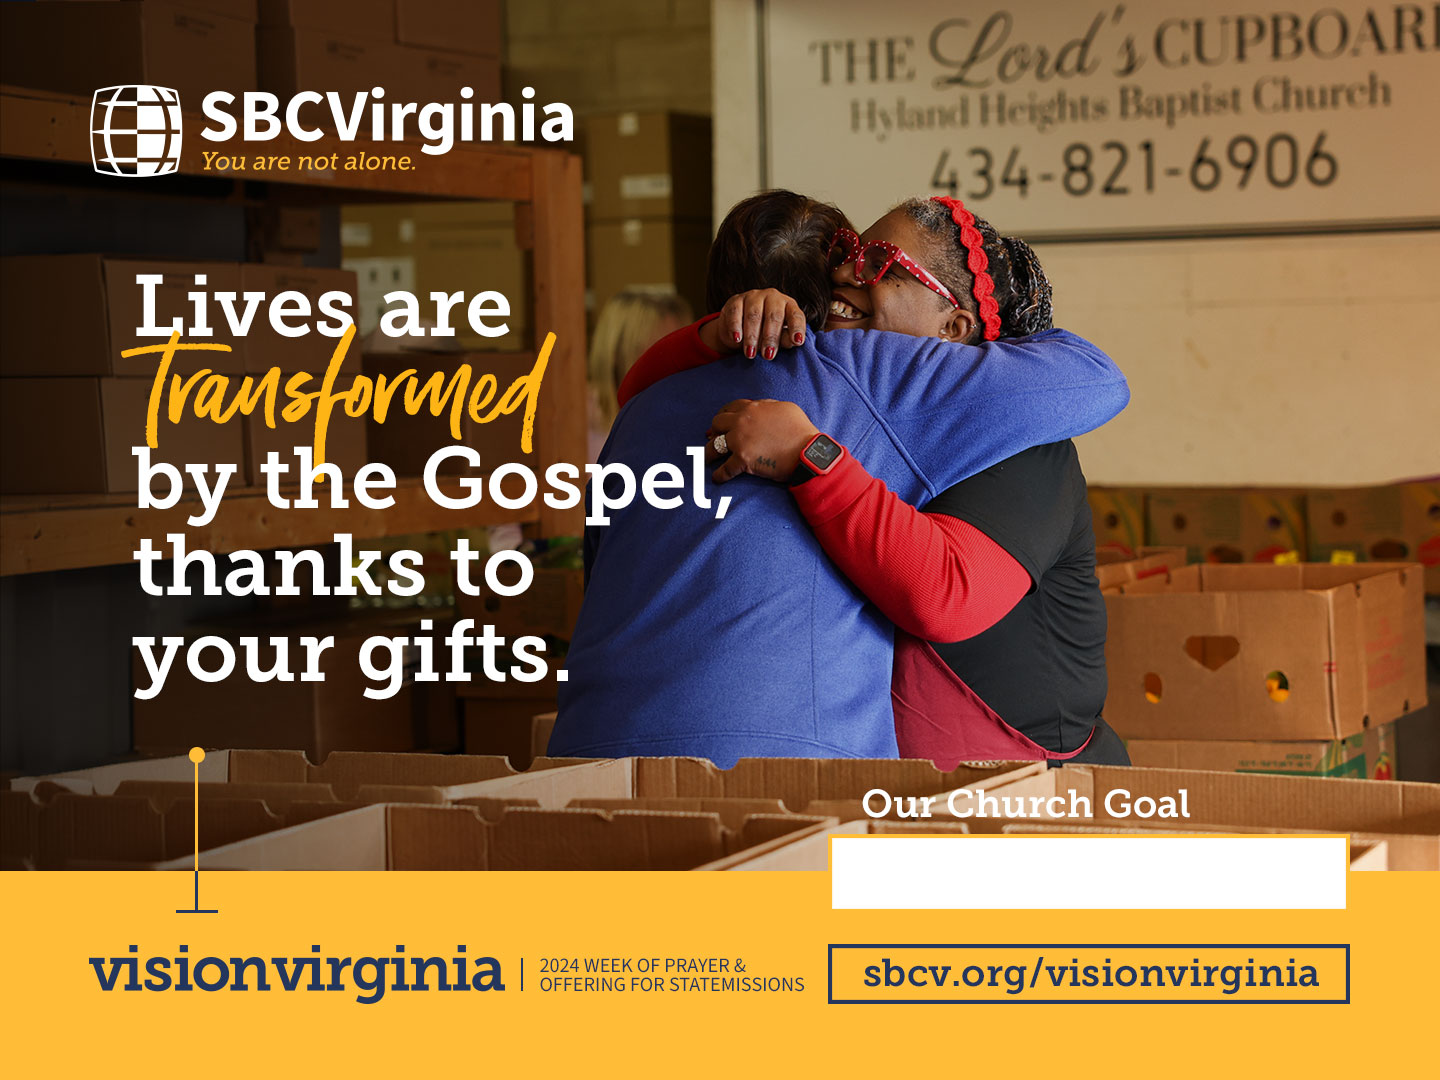 THE Lord's CUPBOARD
Hyland Heights Baptist Church
434-821-6906
SBCVirginia
You are not alone.
Lives are
Transformed
by the Gospel,
thanks to
your gifts.
Our Church Goal
visionvirginia
2024 WEEK OF PRAYER &
OFFERING FOR STATEMISSIONS
sbcv.org/visionvirginia